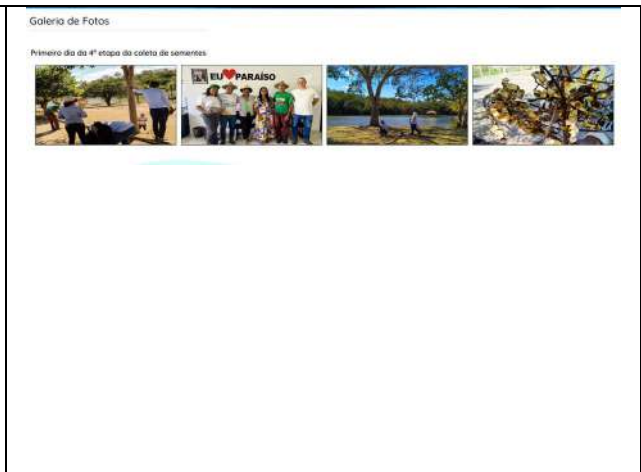 Galeria de Fotos
Primeiro dia da 4ª etapa da coleta de sementes
EU PARAÍSO